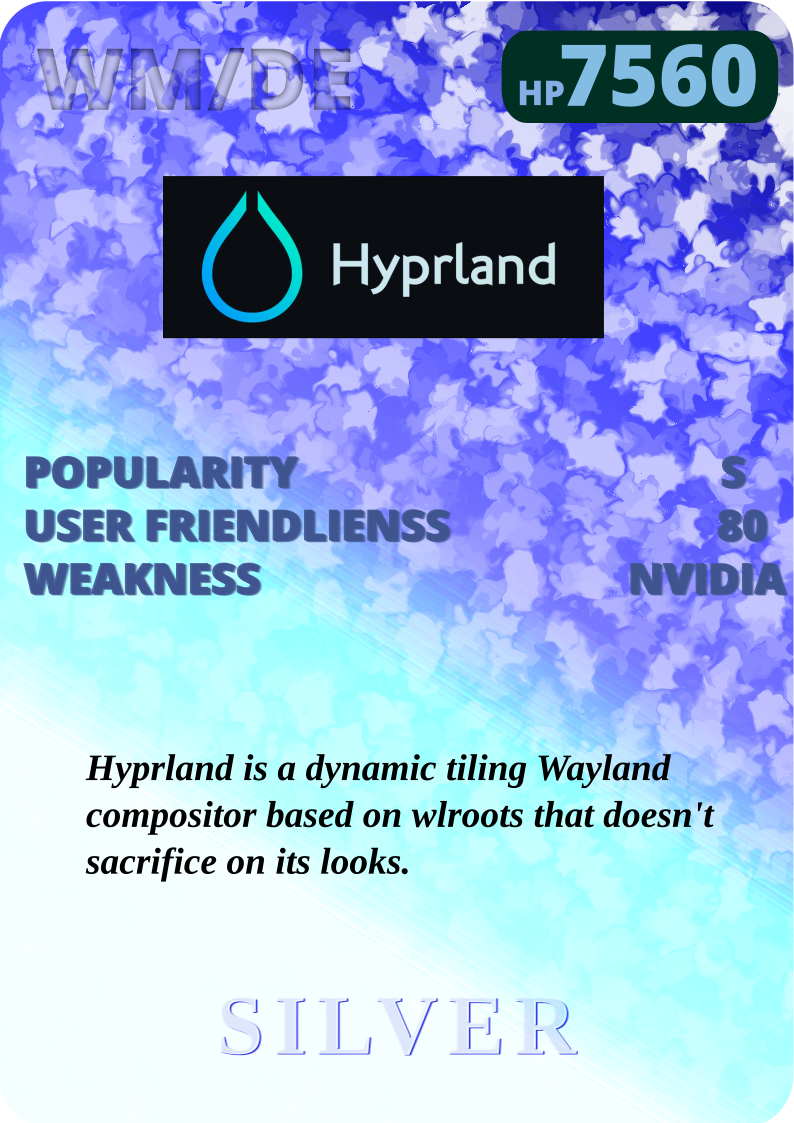 WM/DE
HP7560
Hyprland
POPULARITY S
USER FRIENDLIENSS 80
WEAKNESS NVIDIA
Hyprland is a dynamic tiling Wayland
compositor based on wlroots that doesn't
sacrifice on its looks.
SILVER